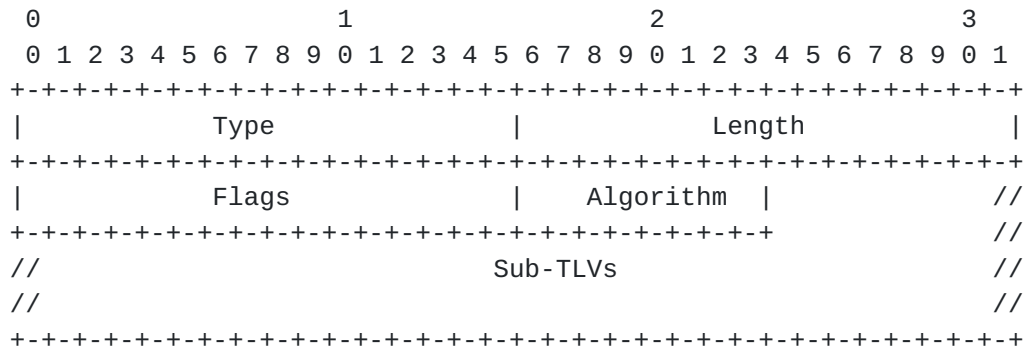 0                   1                   2                   3
 0 1 2 3 4 5 6 7 8 9 0 1 2 3 4 5 6 7 8 9 0 1 2 3 4 5 6 7 8 9 0 1
+-+-+-+-+-+-+-+-+-+-+-+-+-+-+-+-+-+-+-+-+-+-+-+-+-+-+-+-+-+-+-+-+
|            Type               |            Length             |
+-+-+-+-+-+-+-+-+-+-+-+-+-+-+-+-+-+-+-+-+-+-+-+-+-+-+-+-+-+-+-+-+
|            Flags              |    Algorithm  |              //
+-+-+-+-+-+-+-+-+-+-+-+-+-+-+-+-+-+-+-+-+-+-+-+-+              //
//                             Sub-TLVs                        //
//                                                             //
+-+-+-+-+-+-+-+-+-+-+-+-+-+-+-+-+-+-+-+-+-+-+-+-+-+-+-+-+-+-+-+-+